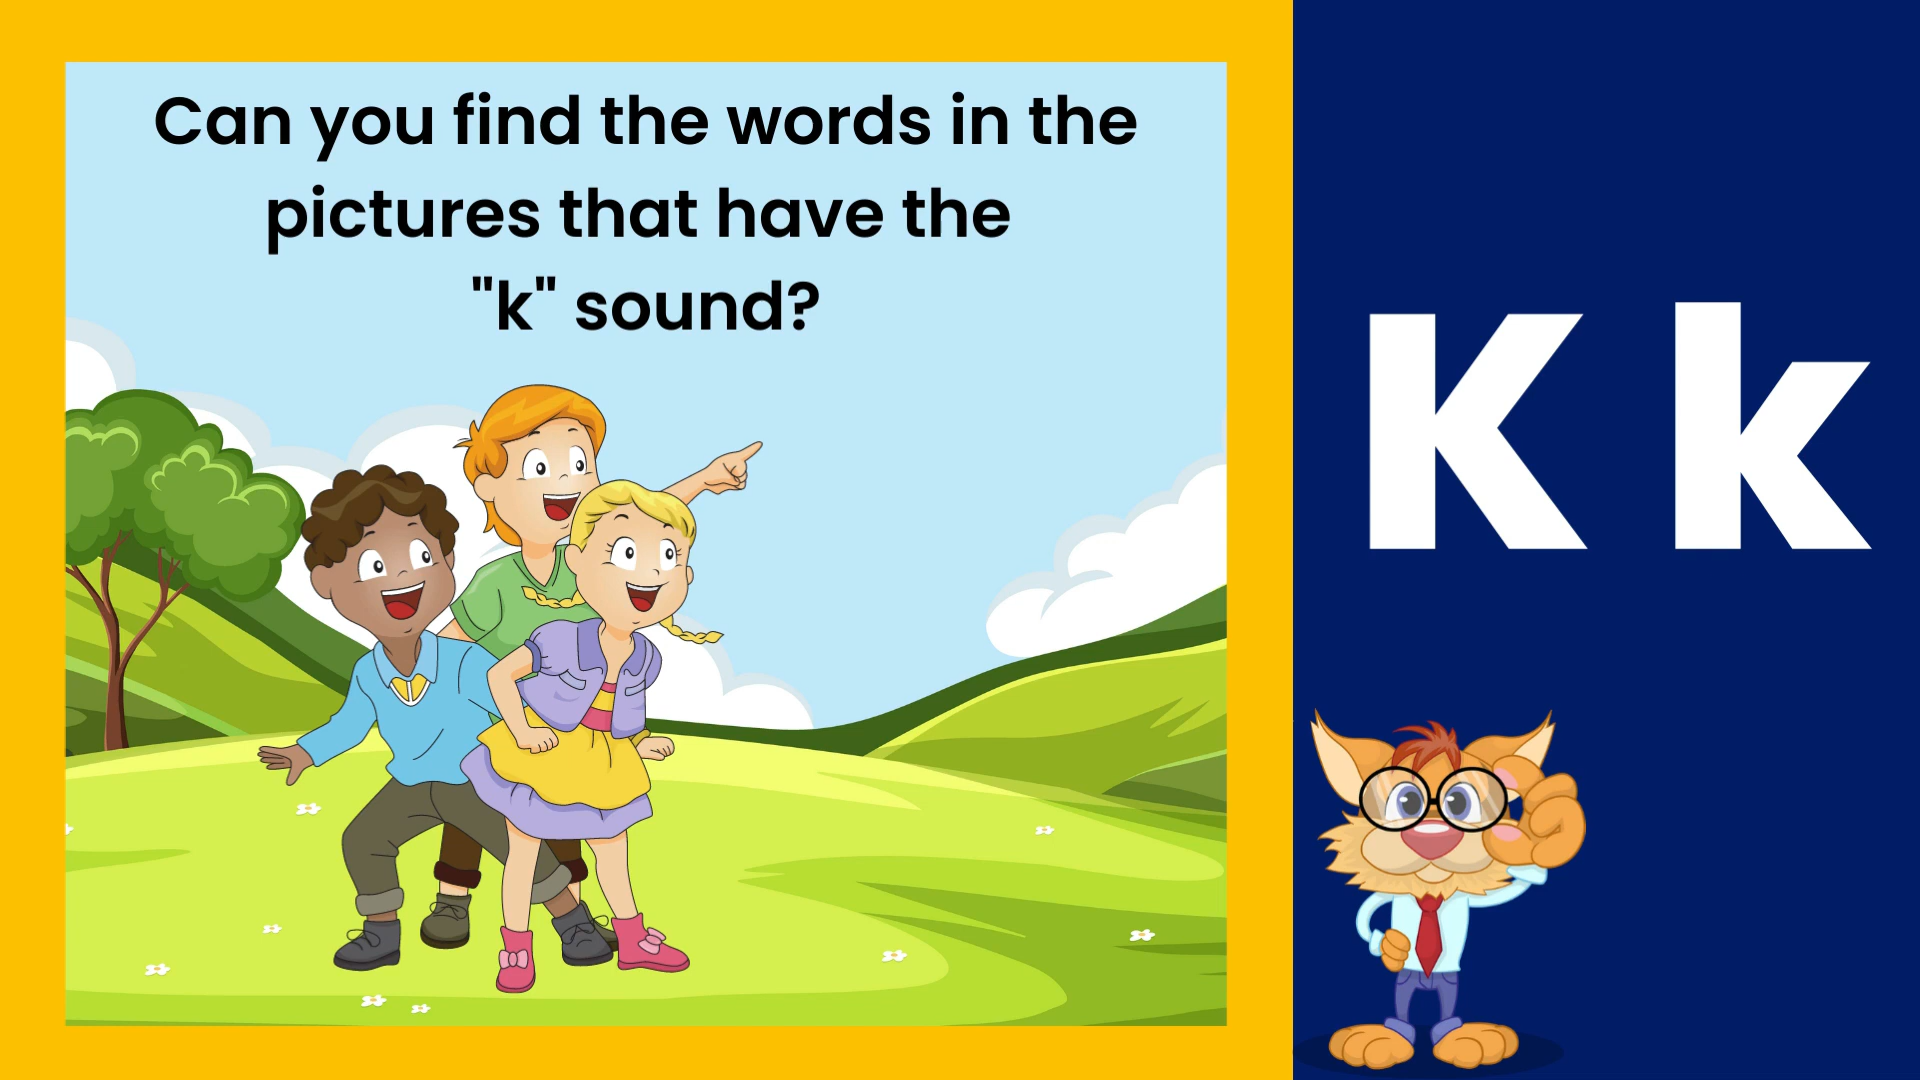 Can you find the words in the
pictures that have the
"k" sound?
K k